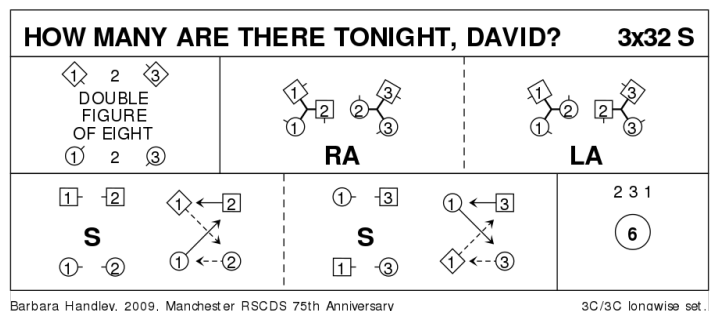 HOW MANY ARE THERE TONIGHT, DAVID? 3x32 S
1 2 3
DOUBLE
FIGURE
OF EIGHT
1 2 3
1 2 2 3
1 3
RA
1 3
2 2
1 3
LA
1 2 1 2
S
1 2 1 2
1 3 1 3
S
1 3 1 3
2 3 1
6
Barbara Handley, 2009, Manchester RSCDS 75th Anniversary
3C/3C longwise set.